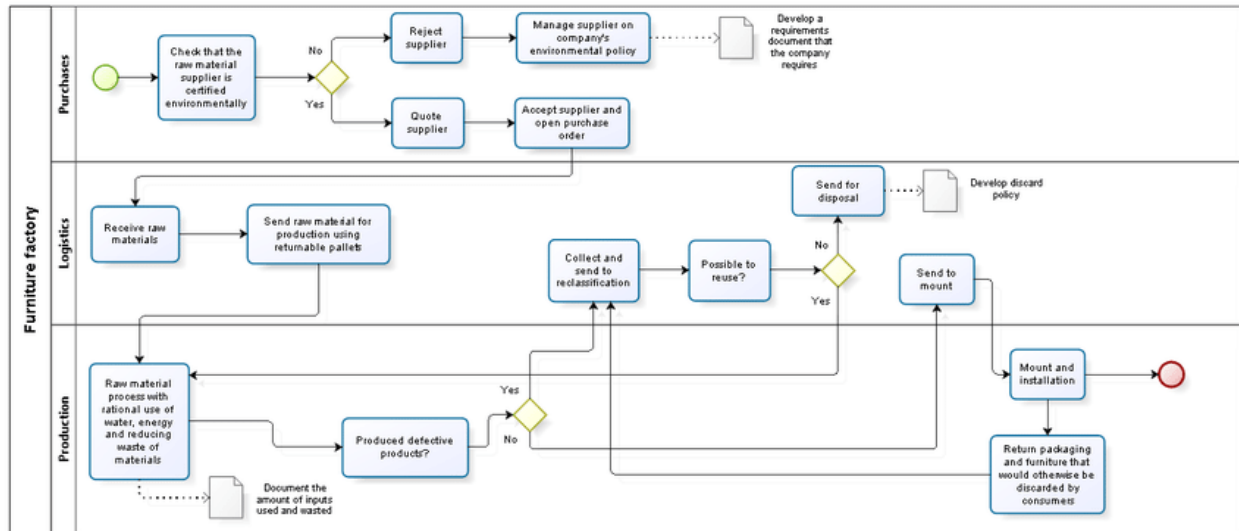 Furniture factory
Purchases
Check that the
raw material
supplier is
certified
environmentally
No
Yes
Reject
supplier
Manage supplier on
company's
environmental policy
Develop a
requirements
document that
the company
requires
Quote
supplier
Accept supplier and
open purchase
order
Logistics
Receive raw
materials
Send raw material for
production using
returnable pallets
Collect and
send to
reclassification
Possible to
reuse?
No
Yes
Send for
disposal
Develop discard
policy
Send to
mount
Production
Raw material
process with
rational use of
water, energy
and reducing
waste of
materials
Document the
amount of inputs
used and wasted
Produced defective
products?
Yes
No
Mount and
installation
Return packaging
and furniture that
would otherwise be
discarded by
consumers